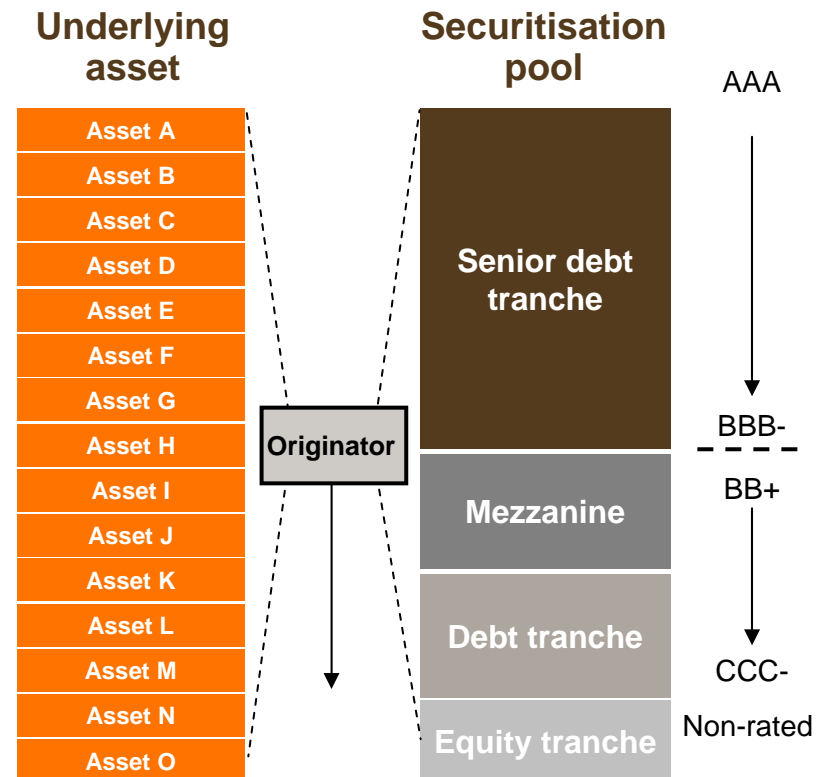 Underlying
asset
Securitisation
pool
AAA
Asset A
Asset B
Asset C
Asset D
Asset E
Asset F
Asset G
Asset H
Asset I
Asset J
Asset K
Asset L
Asset M
Asset N
Asset O
Originator
Senior debt
tranche
Mezzanine
Debt tranche
Equity tranche
BBB-
BB+
CCC-
Non-rated